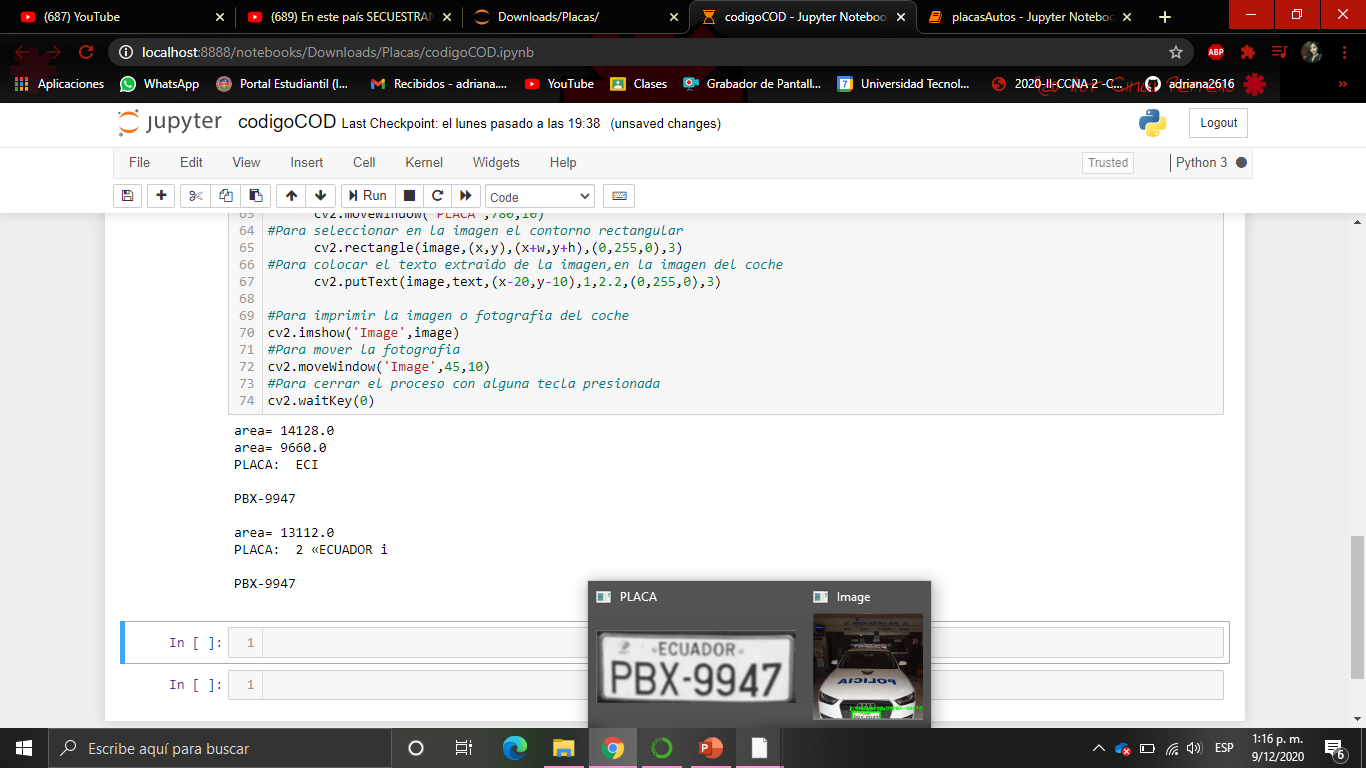 (687) YouTube
(689) En este país SECUESTRAN
Downloads/Placas/
codigoCOD - Jupyter Notebook
placasAutos - Jupyter Noteboo
localhost:8888/notebooks/Downloads/Placas/codigoCOD.ipynb
ABP
Aplicaciones
WhatsApp
Portal Estudiantil (I...
Recibidos - adriana....
YouTube
Clases
Grabador de Pantall...
Universidad Tecnol...
2020-II-CCNA 2 -C...
adriana2616
»
jupyter codigoCOD Last Checkpoint: el lunes pasado a las 19:38 (unsaved changes)
Logout
File Edit View Insert Cell Kernel Widgets Help
Trusted
Python 3
Run
Code
63 cv2.moveWindow('PLACA',780,10)
64 #Para seleccionar en la imagen el contorno rectangular
65 cv2.rectangle(image,(x,y),(x+w,y+h),(0,255,0),3)
66 #Para colocar el texto extraido de la imagen,en la imagen del coche
67 cv2.putText(image,text,(x-20,y-10),1,2.2,(0,255,0),3)
68
69 #Para imprimir la imagen o fotografia del coche
70 cv2.imshow('Image',image)
71 #Para mover la fotografia
72 cv2.moveWindow('Image',45,10)
73 #Para cerrar el proceso con alguna tecla presionada
74 cv2.waitKey(0)
area= 14128.0
area= 9660.0
PLACA:  ECI
PBX-9947
area= 13112.0
PLACA:  2 «ECUADOR i
PBX-9947
In [ ]: 1
In [ ]: 1
PLACA
Image
ECUADOR
PBX-9947
POLICIA
Escribe aquí para buscar
ESP
1:16 p. m.
9/12/2020
6